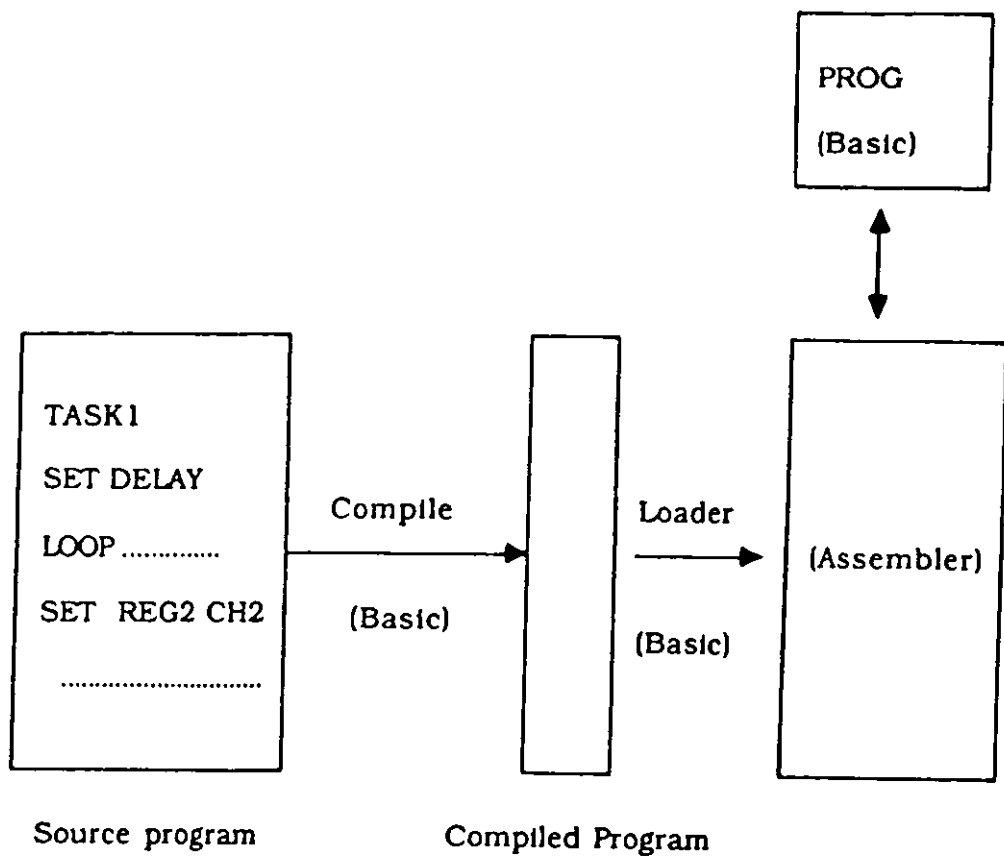 PROG
(Basic)
TASK1
SET DELAY
LOOP .............
SET REG2 CH2
.............................
Compile
(Basic)
Loader
(Basic)
(Assembler)
Source program
Compiled Program